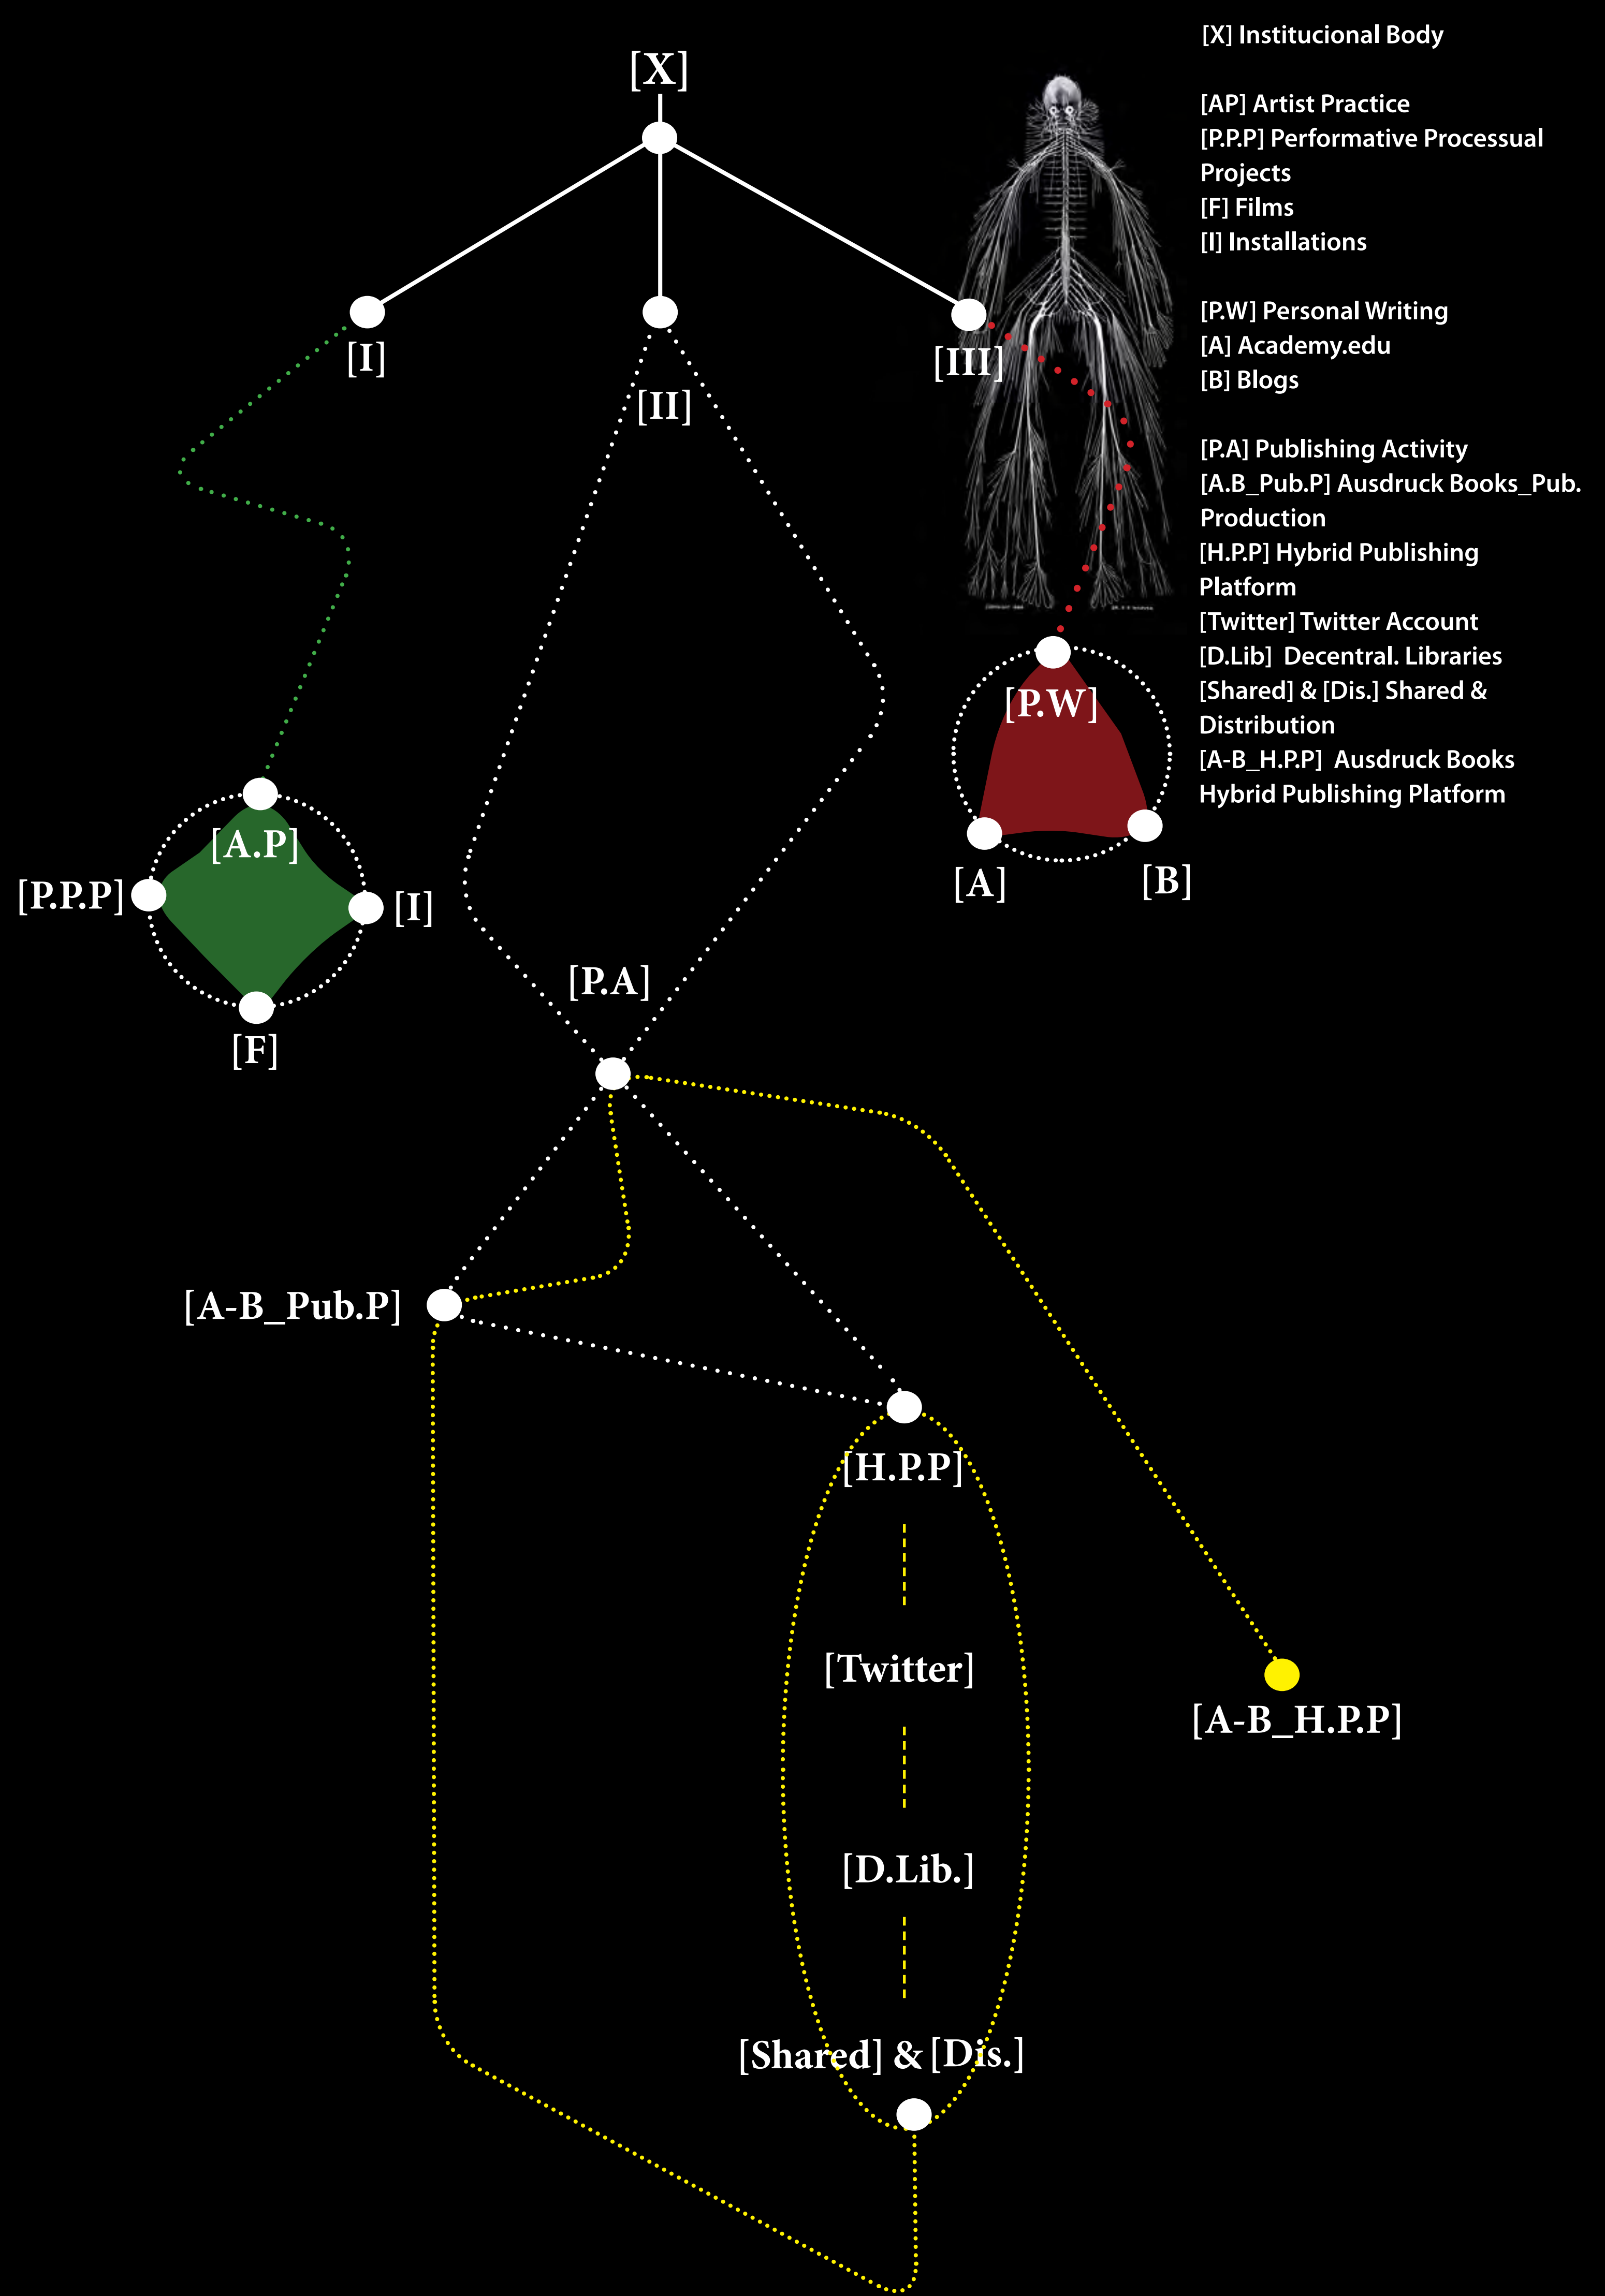 [X]
[I]
[II]
[III]
[P.W]
[A]
[B]
[A.P]
[P.P.P]
[I]
[F]
[P.A]
[A-B_Pub.P]
[H.P.P]
[Twitter]
[A-B_H.P.P]
[D.Lib.]
[Shared] & [Dis.]
[X] Institucional Body
[AP] Artist Practice
[P.P.P] Performative Processual
Projects
[F] Films
[I] Installations
[P.W] Personal Writing
[A] Academy.edu
[B] Blogs
[P.A] Publishing Activity
[A.B_Pub.P] Ausdruck Books_Pub.
Production
[H.P.P] Hybrid Publishing
Platform
[Twitter] Twitter Account
[D.Lib] Decentral. Libraries
[Shared] & [Dis.] Shared &
Distribution
[A-B_H.P.P] Ausdruck Books
Hybrid Publishing Platform